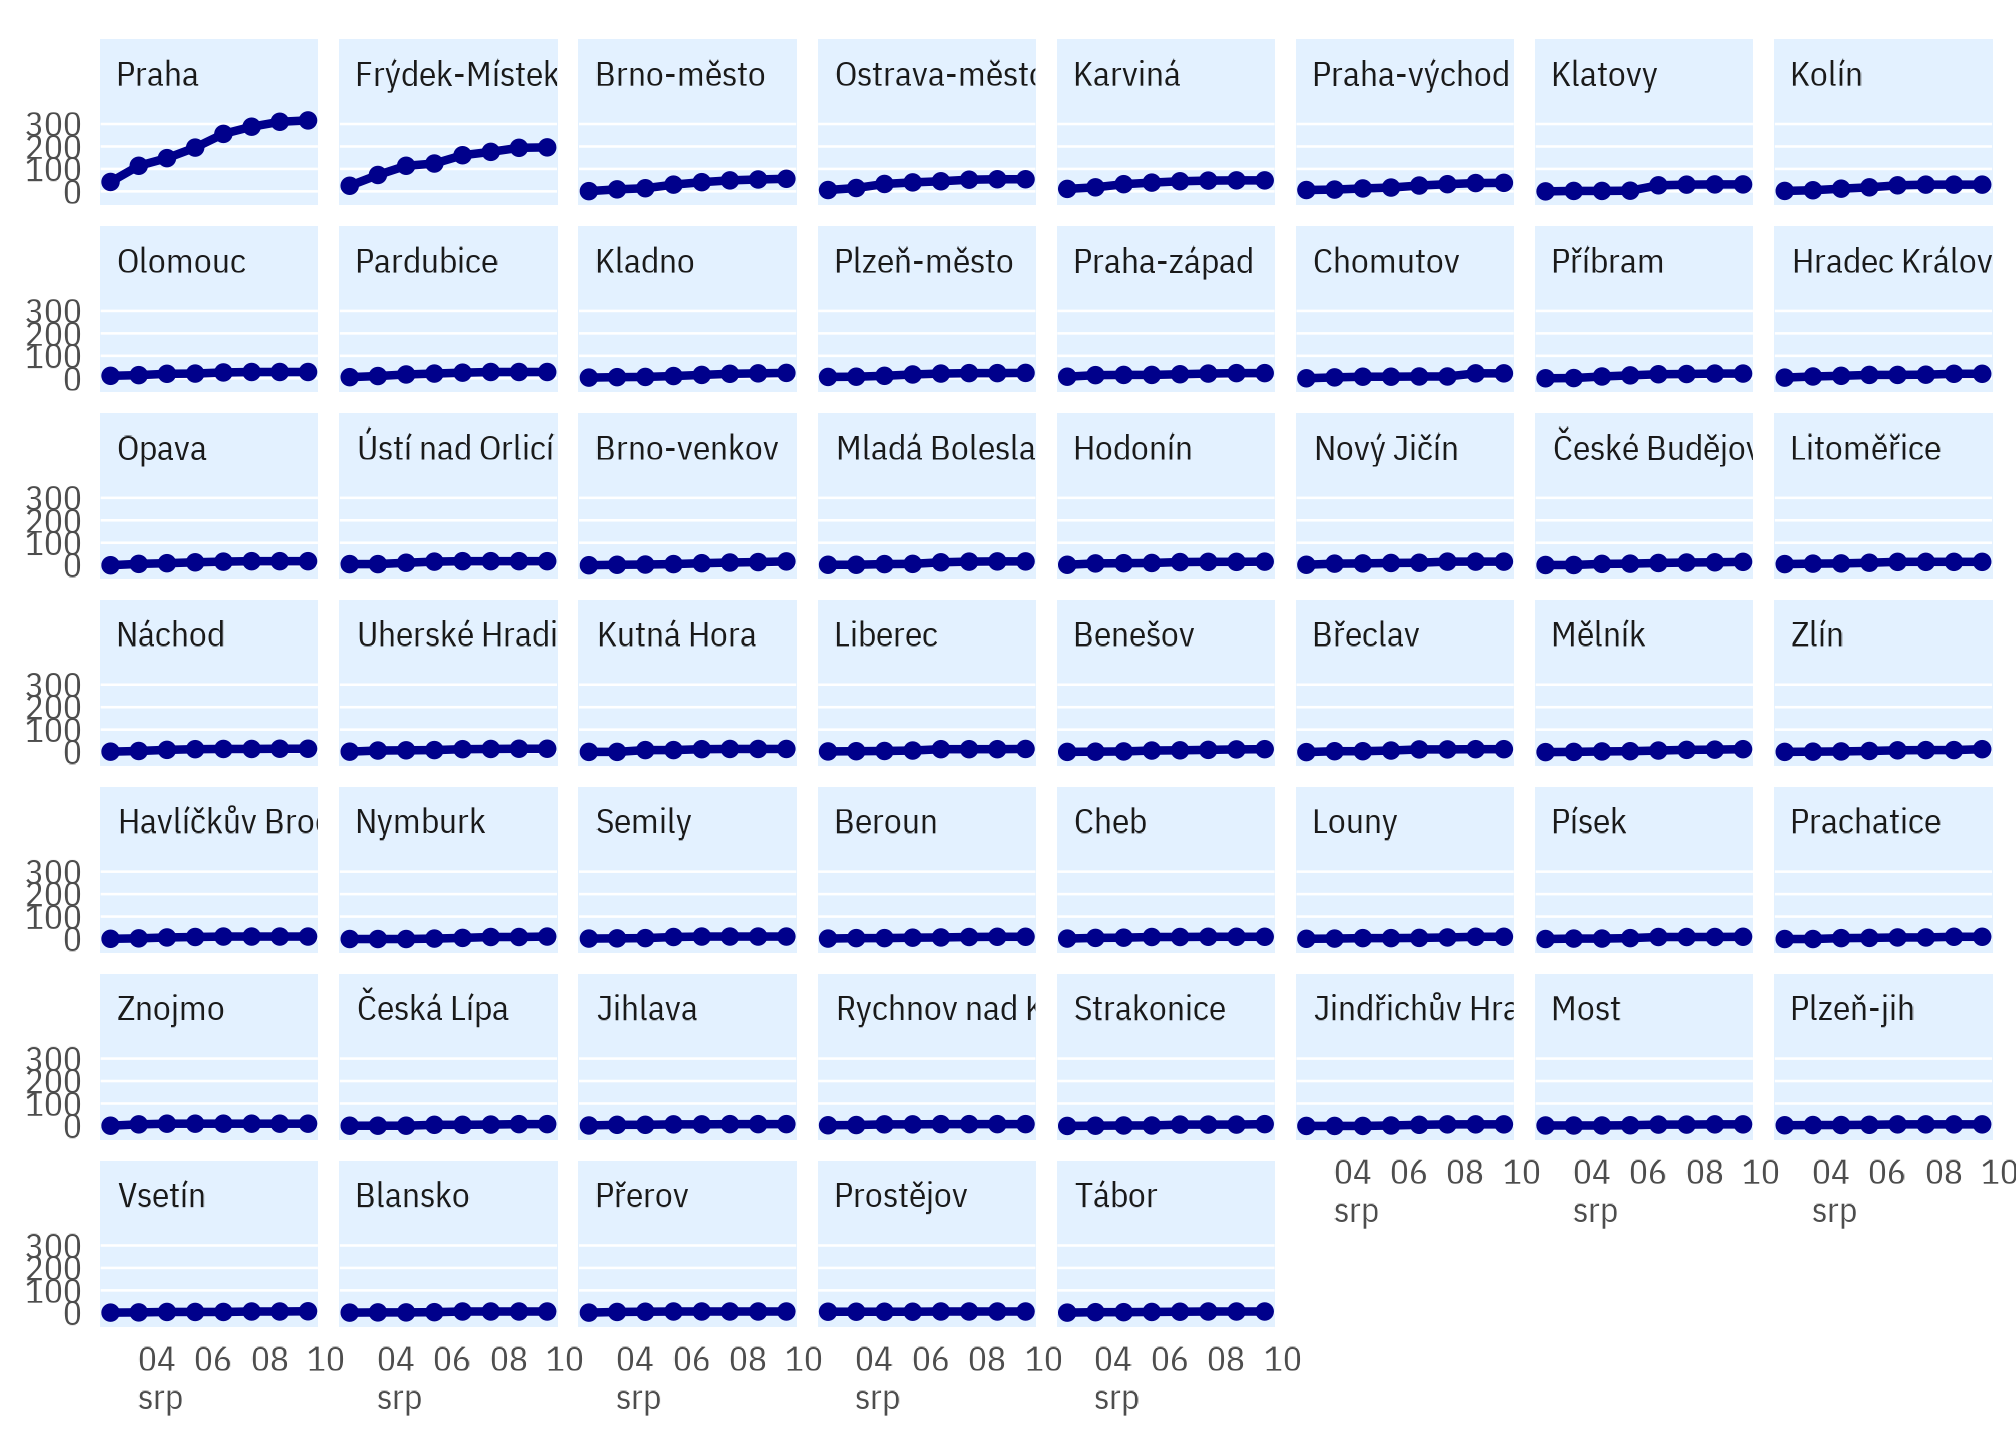 Praha Frýdek-Místek Brno-město Ostrava-město Karviná Praha-východ Klatovy Kolín
300
200
100
0
Olomouc Pardubice Kladno Plzeň-město Praha-západ Chomutov Příbram Hradec Králov
300
200
100
0
Opava Ústí nad Orlicí Brno-venkov Mladá Bolesla Hodonín Nový Jičín České Budějov Litoměřice
300
200
100
0
Náchod Uherské Hradi Kutná Hora Liberec Benešov Břeclav Mělník Zlín
300
200
100
0
Havlíčkův Brod Nymburk Semily Beroun Cheb Louny Písek Prachatice
300
200
100
0
Znojmo Česká Lípa Jihlava Rychnov nad K Strakonice Jindřichův Hra Most Plzeň-jih
300
200
100
0
04 06 08 10 04 06 08 10 04 06 08 10
srp srp srp
Vsetín Blansko Přerov Prostějov Tábor
300
200
100
0
04 06 08 10 04 06 08 10 04 06 08 10 04 06 08 10 04 06 08 10
srp srp srp srp srp